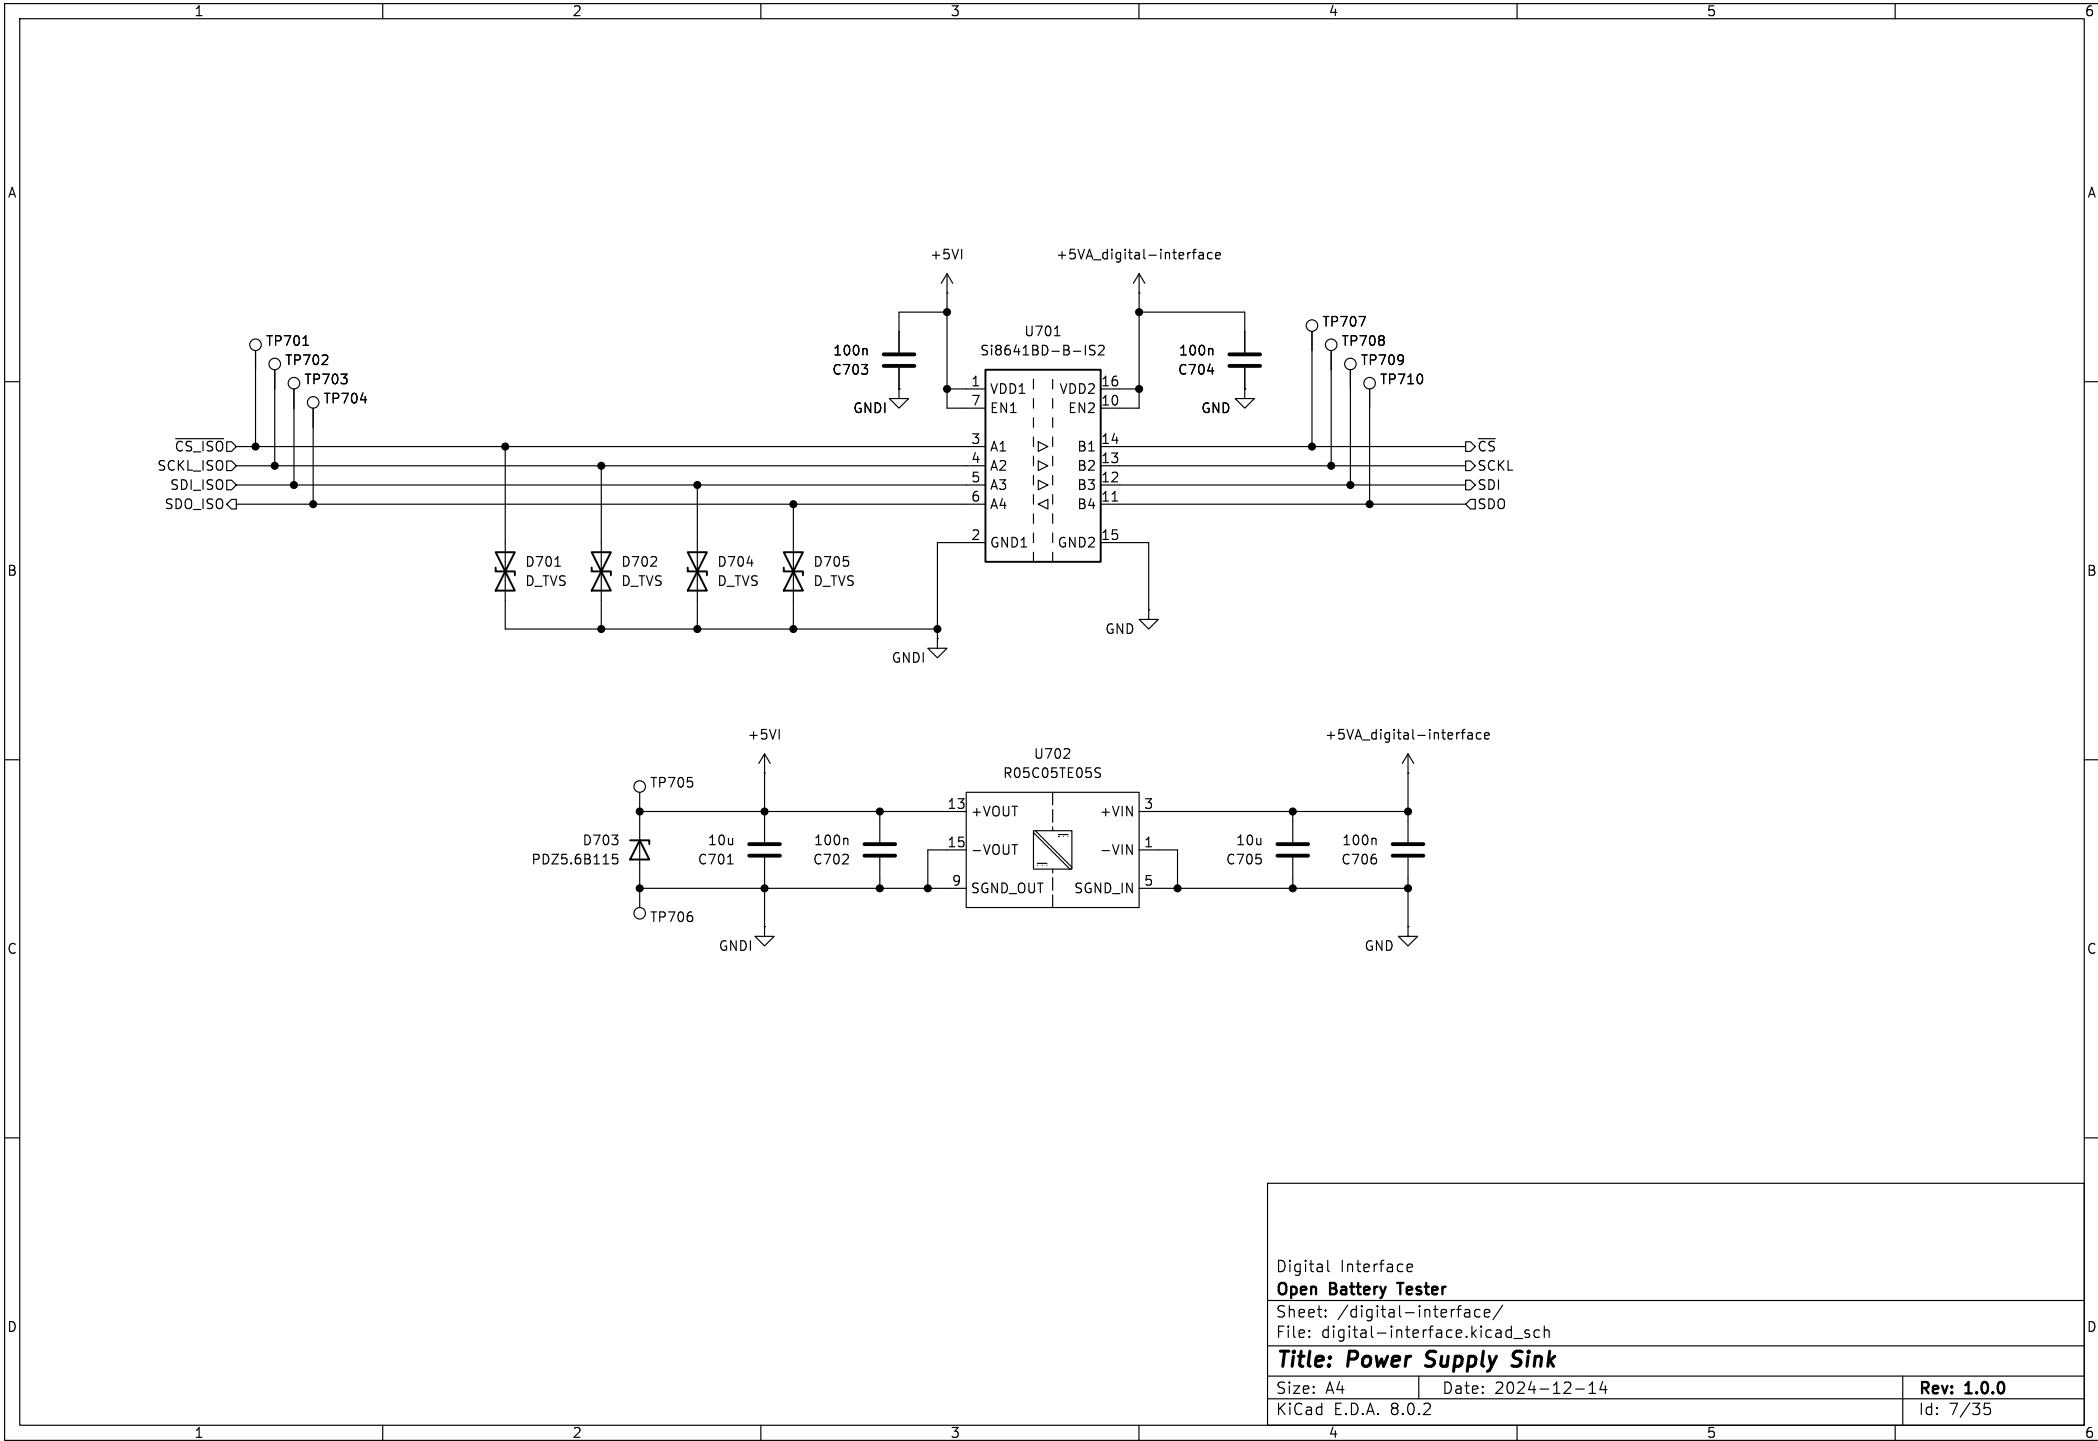 1 2 3 4 5 6
A A
+5VI +5VA_digital-interface
TP701
TP702
TP703
TP704
100n
C703
GNDI
U701
Si8641BD-B-IS2
100n
C704
GND
TP707
TP708
TP709
TP710
1 VDD1 VDD2 16
7 EN1 EN2 10
CS_ISO 3 A1 B1 14 CS
SCKL_ISO 4 A2 B2 13 SCKL
SDI_ISO 5 A3 B3 12 SDI
SDO_ISO 6 A4 B4 11 SDO
2 GND1 GND2 15
B B
D701
D_TVS
D702
D_TVS
D704
D_TVS
D705
D_TVS
GND
GNDI
+5VI +5VA_digital-interface
U702
R05C05TE05S
TP705
13 +VOUT +VIN 3
D703
PDZ5.6B115
10u
C701
100n
C702
15 -VOUT -VIN 1
10u
C705
100n
C706
9 SGND_OUT SGND_IN 5
TP706
GNDI
GND
C C
Digital Interface
Open Battery Tester
Sheet: /digital-interface/
File: digital-interface.kicad_sch
Title: Power Supply Sink
Size: A4 Date: 2024-12-14 Rev: 1.0.0
KiCad E.D.A. 8.0.2 Id: 7/35
D D
1 2 3 4 5 6